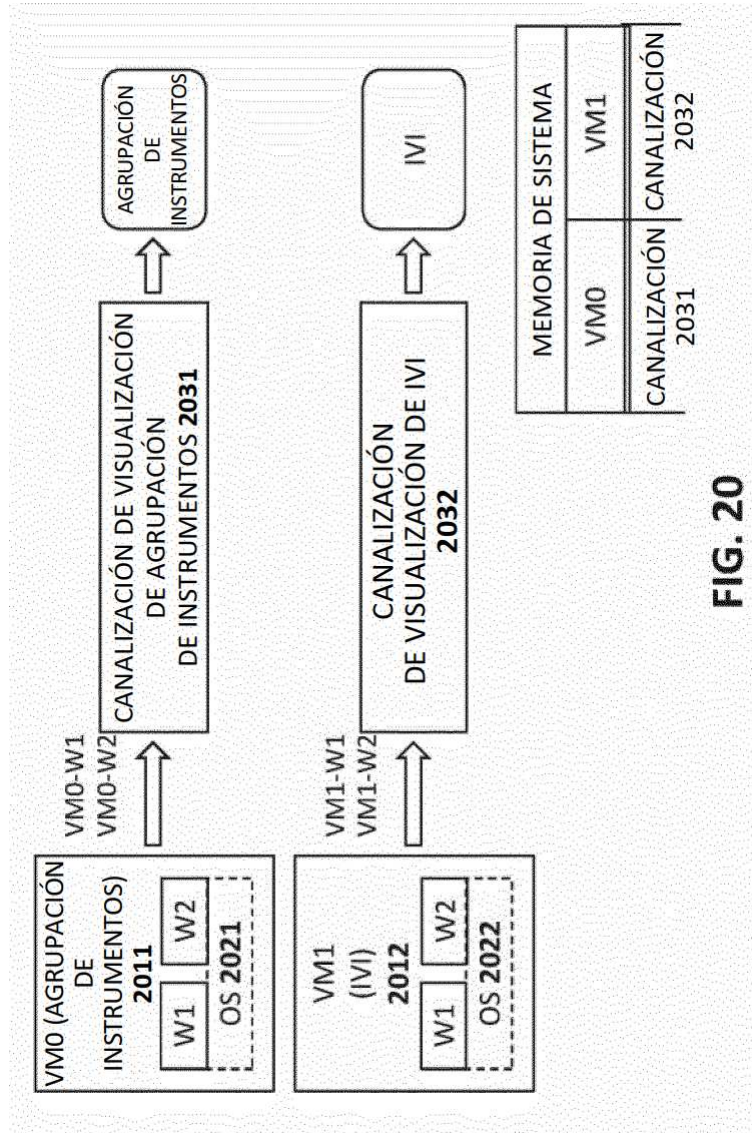 VM0 (AGRUPACIÓN
DE
INSTRUMENTOS)
2011
W1
W2
OS 2021
VM0-W1
VM0-W2
CANALIZACIÓN DE VISUALIZACIÓN
DE AGRUPACIÓN
DE INSTRUMENTOS 2031
AGRUPACIÓN
DE
INSTRUMENTOS
VM1
(IVI)
2012
W1
W2
OS 2022
VM1-W1
VM1-W2
CANALIZACIÓN
DE VISUALIZACIÓN DE IVI
2032
IVI
MEMORIA DE SISTEMA
VM0
VM1
CANALIZACIÓN
2031
CANALIZACIÓN
2032
FIG. 20